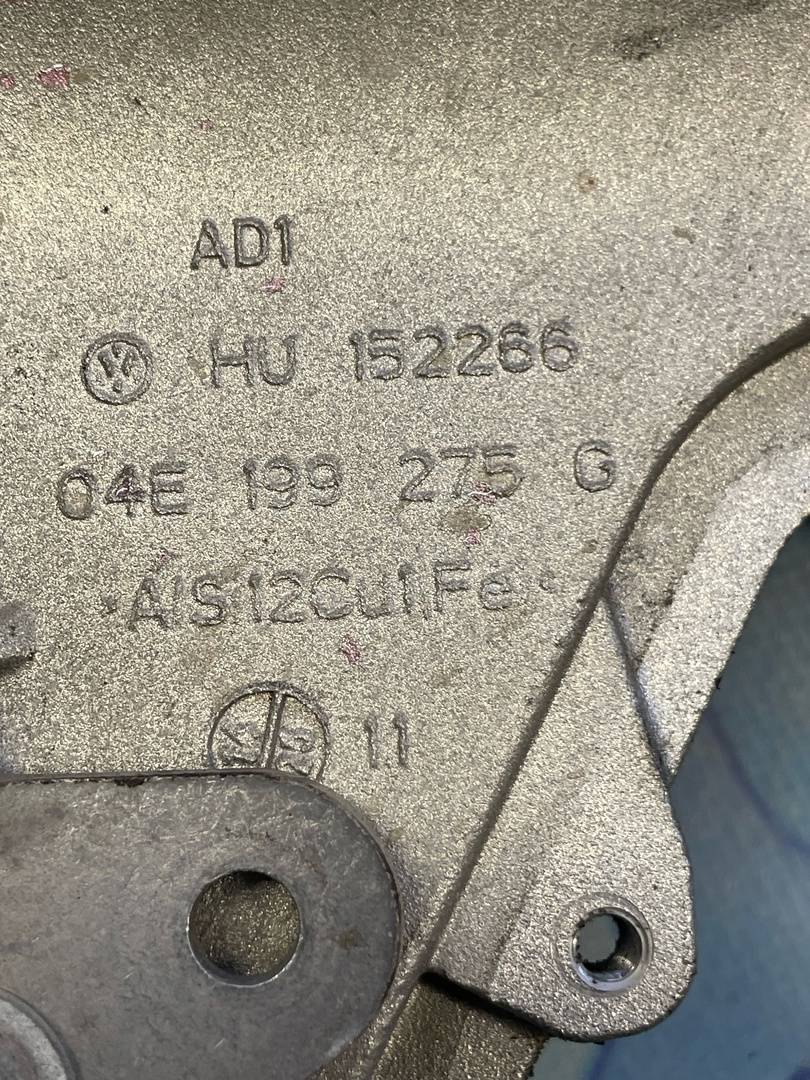 AD1
HU 152266
04E 199 275 G
AlSi12Cu1Fe
11